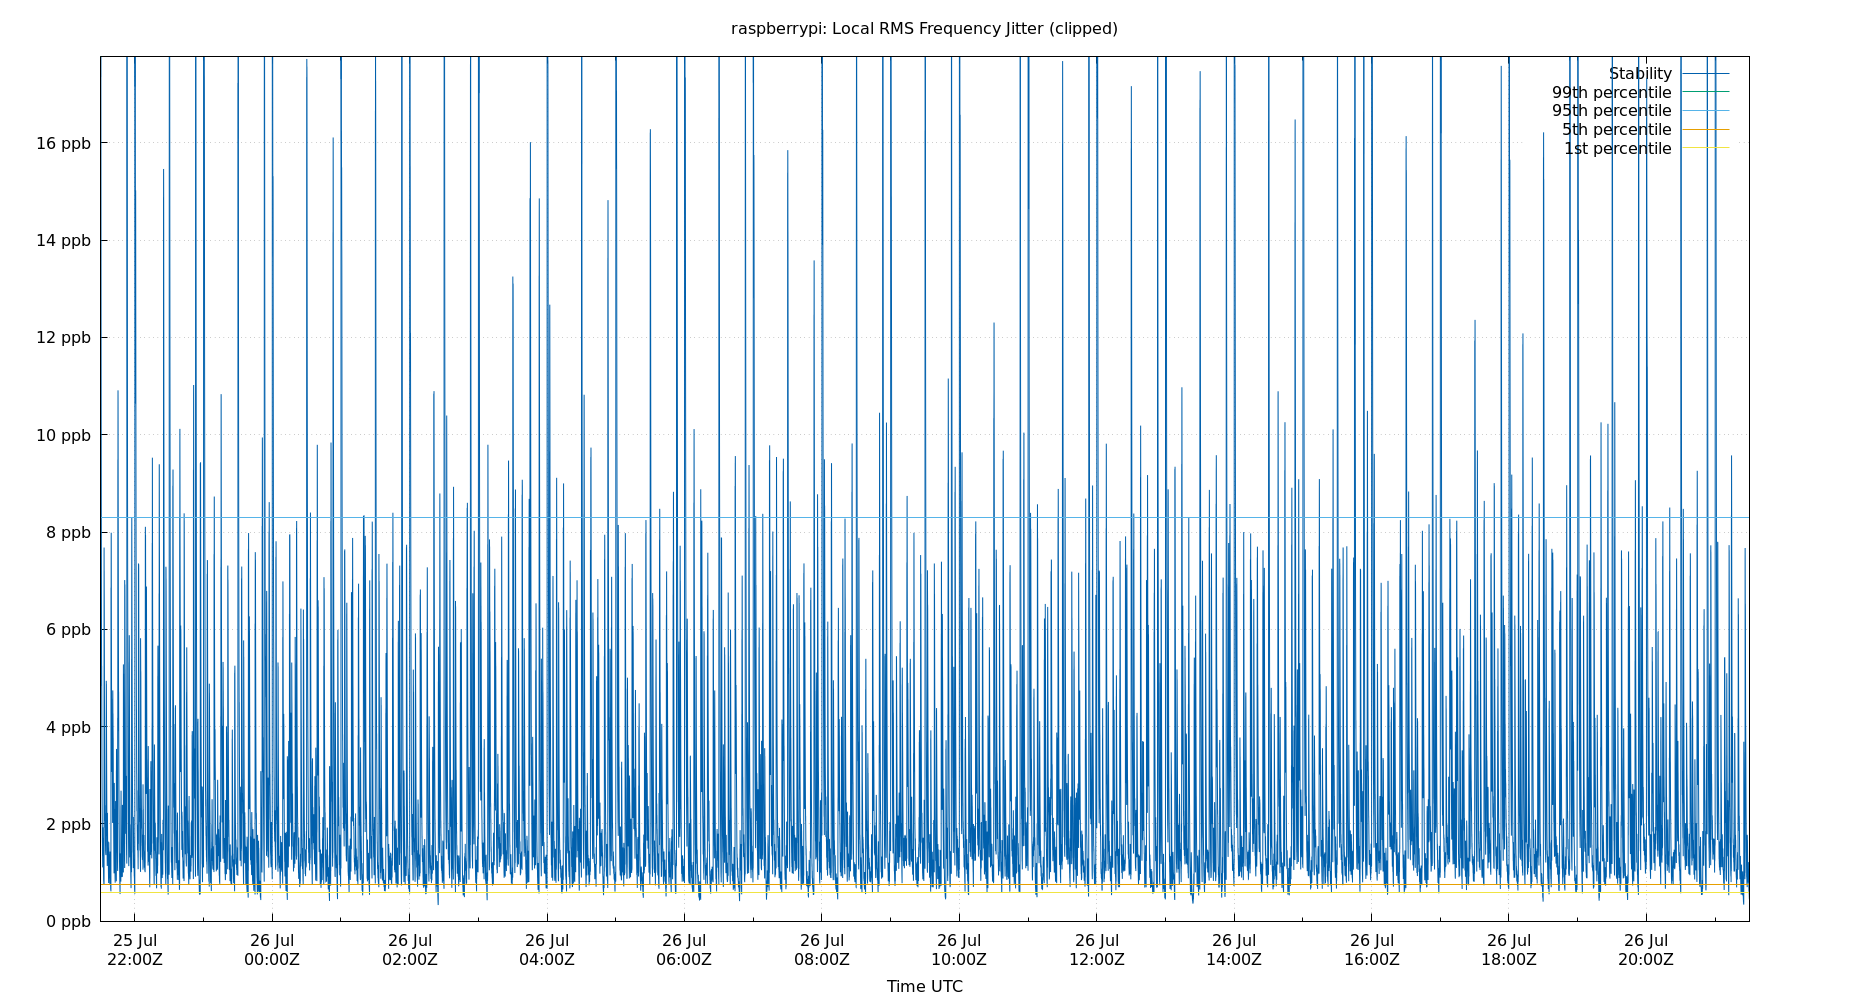 raspberrypi: Local RMS Frequency Jitter (clipped)
Stability
99th percentile
95th percentile
5th percentile
1st percentile
16 ppb
14 ppb
12 ppb
10 ppb
8 ppb
6 ppb
4 ppb
2 ppb
0 ppb
25 Jul 26 Jul 26 Jul 26 Jul 26 Jul 26 Jul 26 Jul 26 Jul 26 Jul 26 Jul 26 Jul 26 Jul
22:00Z 00:00Z 02:00Z 04:00Z 06:00Z 08:00Z 10:00Z 12:00Z 14:00Z 16:00Z 18:00Z 20:00Z
Time UTC